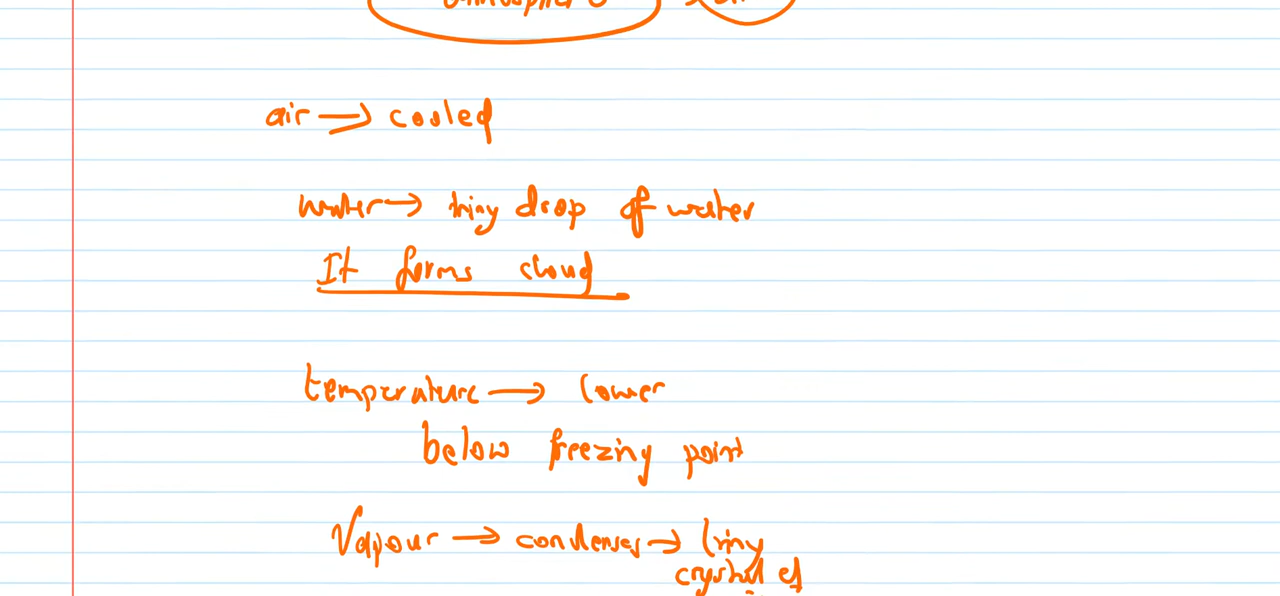 air → cooled
water → tiny drop of water
It forms cloud
temperature → lower
below freezing point
Vapour → condenses → tiny
crystal of